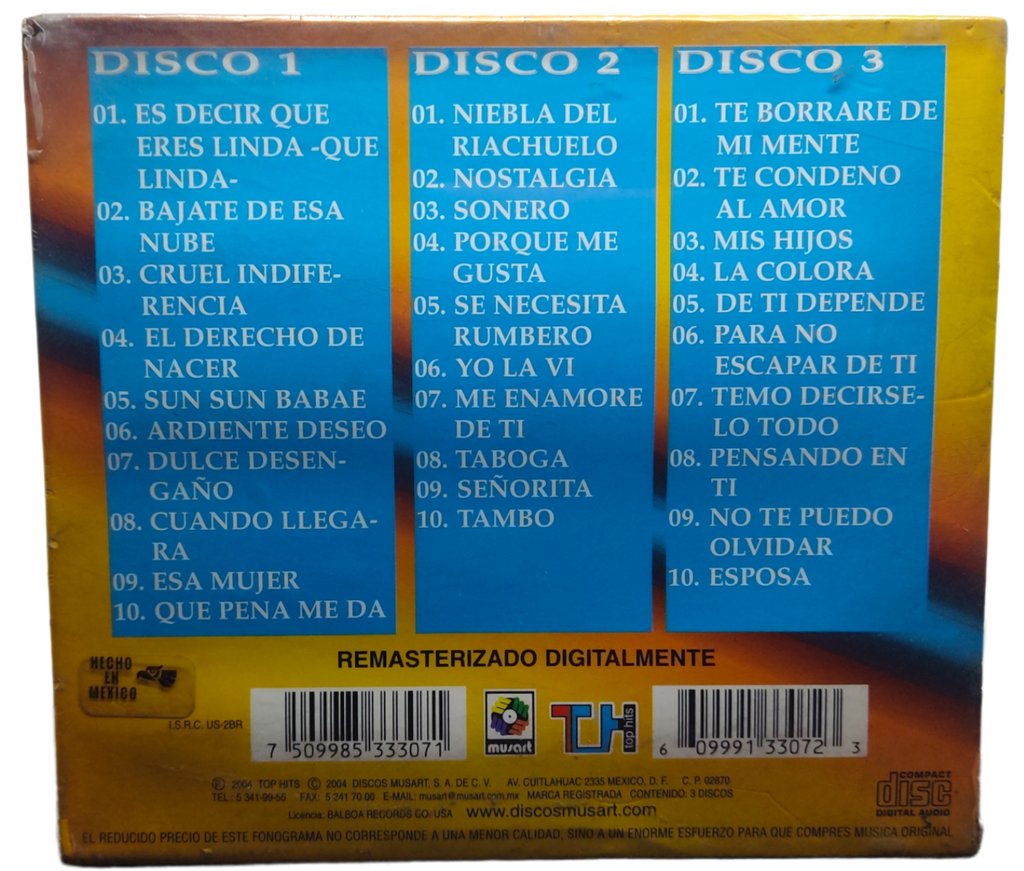 DISCO 1
01. ES DECIR QUE
ERES LINDA -QUE
LINDA-
02. BAJATE DE ESA
NUBE
03. CRUEL INDIFE-
RENCIA
04. EL DERECHO DE
NACER
05. SUN SUN BABAE
06. ARDIENTE DESEO
07. DULCE DESEN-
GAÑO
08. CUANDO LLEGA-
RA
09. ESA MUJER
10. QUE PENA ME DA
DISCO 2
01. NIEBLA DEL
RIACHUELO
02. NOSTALGIA
03. SONERO
04. PORQUE ME
GUSTA
05. SE NECESITA
RUMBERO
06. YO LA VI
07. ME ENAMORE
DE TI
08. TABOGA
09. SEÑORITA
10. TAMBO
DISCO 3
01. TE BORRARE DE
MI MENTE
02. TE CONDENO
AL AMOR
03. MIS HIJOS
04. LA COLORA
05. DE TI DEPENDE
06. PARA NO
ESCAPAR DE TI
07. TEMO DECIRSE-
LO TODO
08. PENSANDO EN
TI
09. NO TE PUEDO
OLVIDAR
10. ESPOSA
REMASTERIZADO DIGITALMENTE
HECHO
EN
MEXICO
I.S.R.C. US-2BR
7 509985 333071
musart
TH
top hits
6 09991 33072 3
Ⓟ 2004 TOP HITS © 2004 DISCOS MUSART, S. A. DE C. V. AV. CUITLAHUAC 2335 MEXICO, D. F. C. P. 02870
TEL.: 5 341-99-55 FAX: 5 341 70 00 E-MAIL: musart@musart.com.mx MARCA REGISTRADA CONTENIDO: 3 DISCOS
Licencia: BALBOA RECORDS CO. USA www.discosmusart.com
COMPACT
disc
DIGITAL AUDIO
EL REDUCIDO PRECIO DE ESTE FONOGRAMA NO CORRESPONDE A UNA MENOR CALIDAD, SINO A UN ENORME ESFUERZO PARA QUE COMPRES MUSICA ORIGINAL